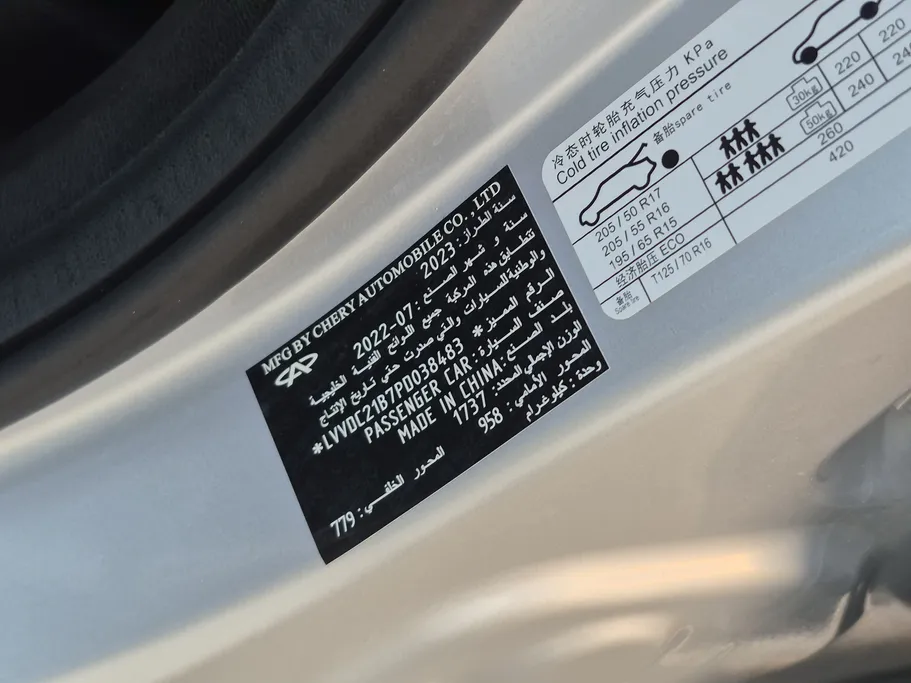 MFG BY CHERY AUTOMOBILE CO.,LTD
سنة الطراز: 2023
سنة و شهر الصنع: 2022-07
تتطابق هذه المركبة جميع اللوائح الفنية الخليجية
والوطنية للسيارات والتي صدرت حتى تاريخ الإنتاج
الرقم المميز: *LVVDC21B7PD038483*
صنف السيارة: PASSENGER CAR
بلد الصنع: MADE IN CHINA
الوزن الإجمالي المحدد: 1737
المحور الأمامي: 958
المحور الخلفي: 779
وحدة: كيلوغرام
冷态时轮胎充气压力 KPa
Cold tire inflation pressure
备胎spare tire
30kg
50kg
205/50 R17
205/55 R16
195/65 R15
220 220
240 240
经济胎压 ECO
260
备胎
Spare tire
T125/70 R16
420